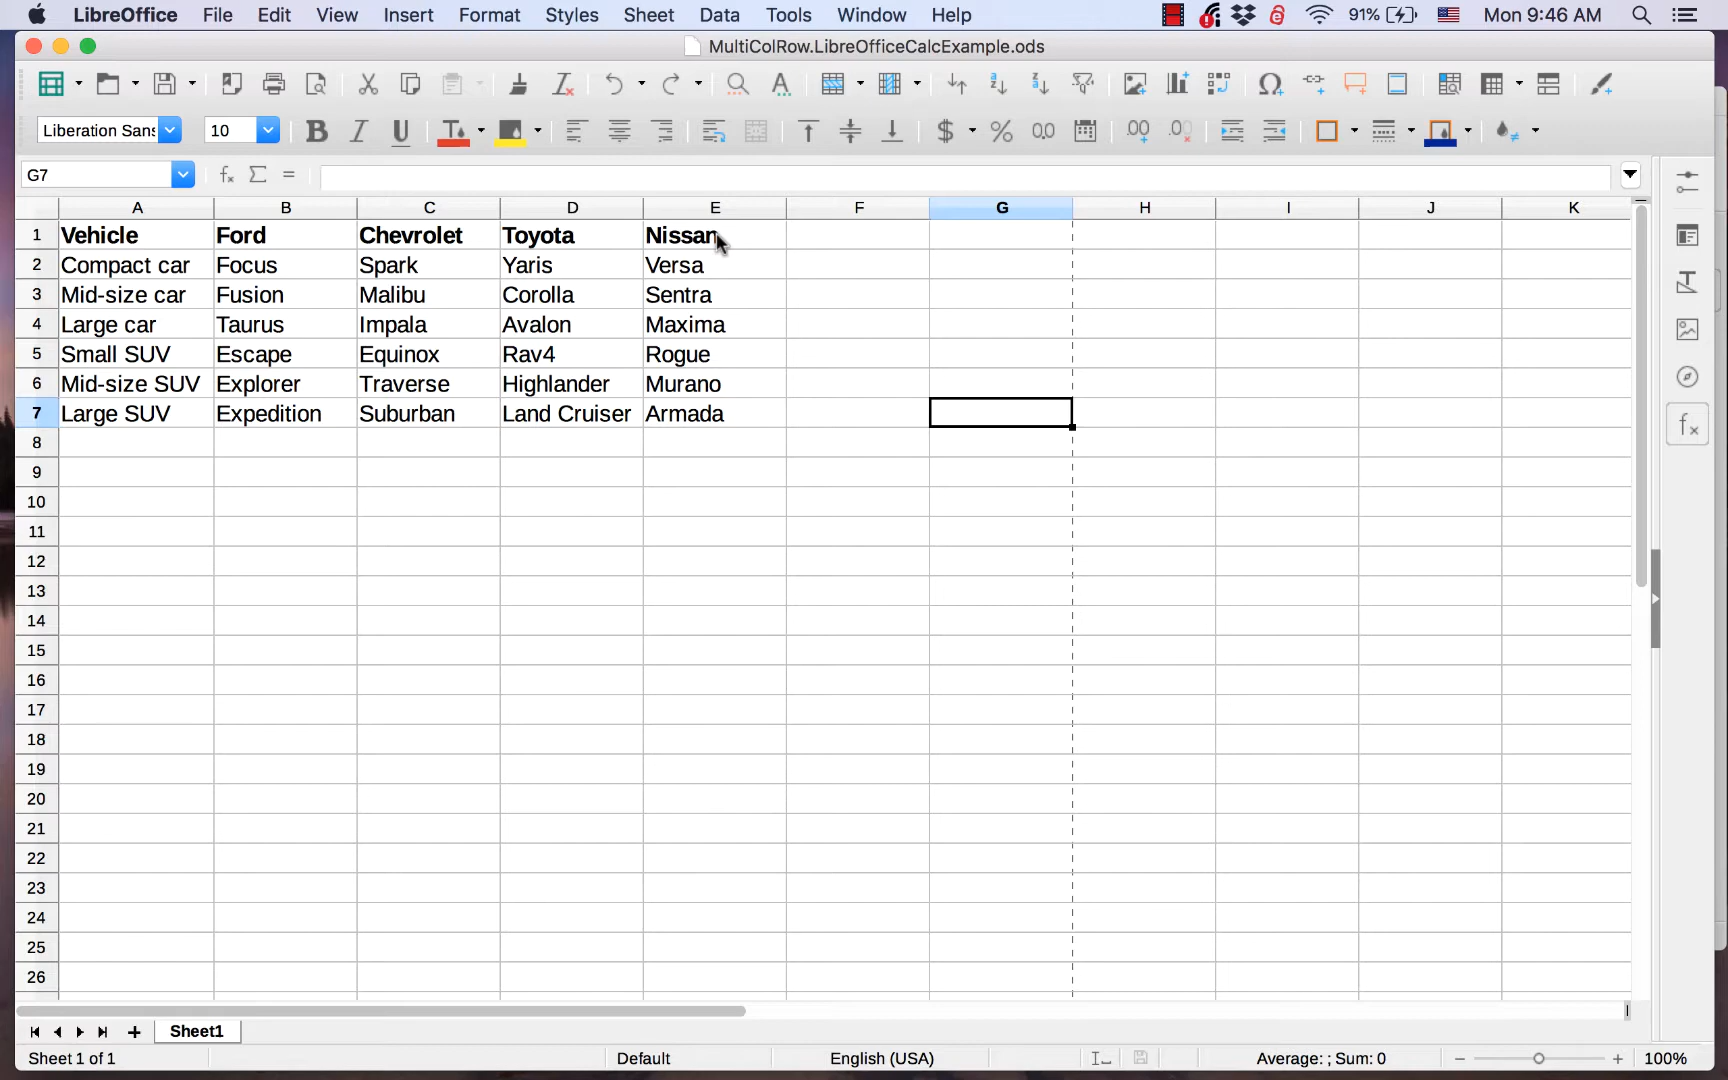 LibreOffice File Edit View Insert Format Styles Sheet Data Tools Window Help 91% Mon 9:46 AM
MultiColRow.LibreOfficeCalcExample.ods
Liberation Sans 10
G7
A B C D E F G H I J K
1 Vehicle Ford Chevrolet Toyota Nissan
2 Compact car Focus Spark Yaris Versa
3 Mid-size car Fusion Malibu Corolla Sentra
4 Large car Taurus Impala Avalon Maxima
5 Small SUV Escape Equinox Rav4 Rogue
6 Mid-size SUV Explorer Traverse Highlander Murano
7 Large SUV Expedition Suburban Land Cruiser Armada
8
9
10
11
12
13
14
15
16
17
18
19
20
21
22
23
24
25
26
Sheet1
Sheet 1 of 1 Default English (USA) Average: ; Sum: 0 100%